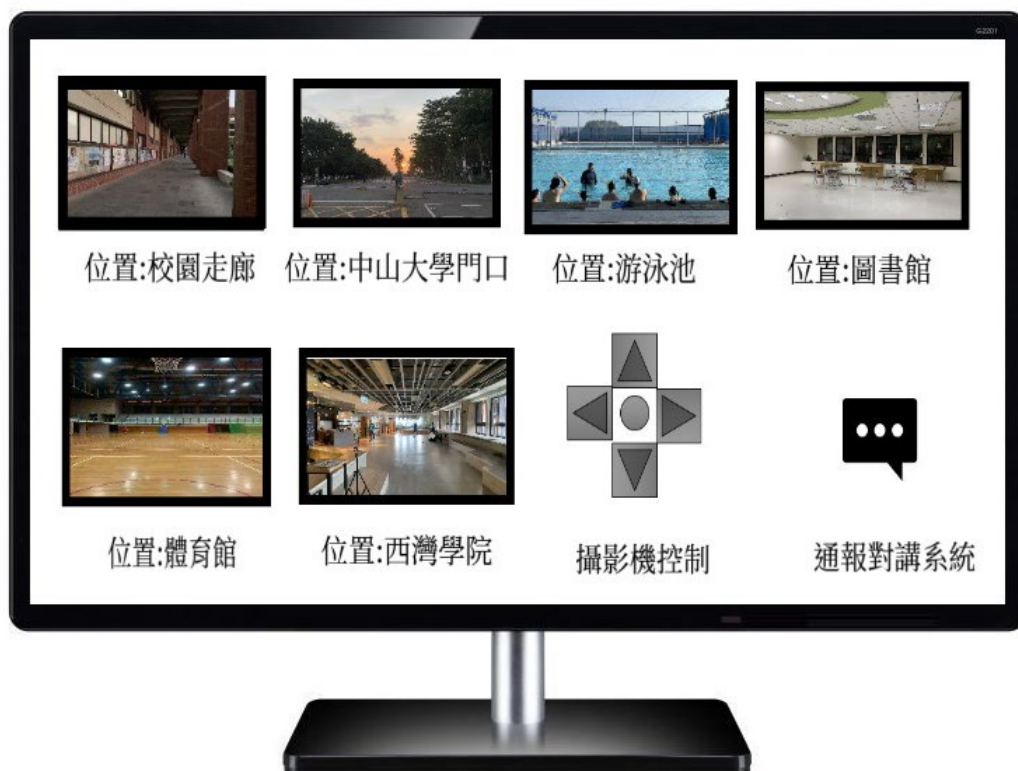 G2201
位置:校園走廊
位置:中山大學門口
位置:游泳池
位置:圖書館
位置:體育館
位置:西灣學院
攝影機控制
通報對講系統